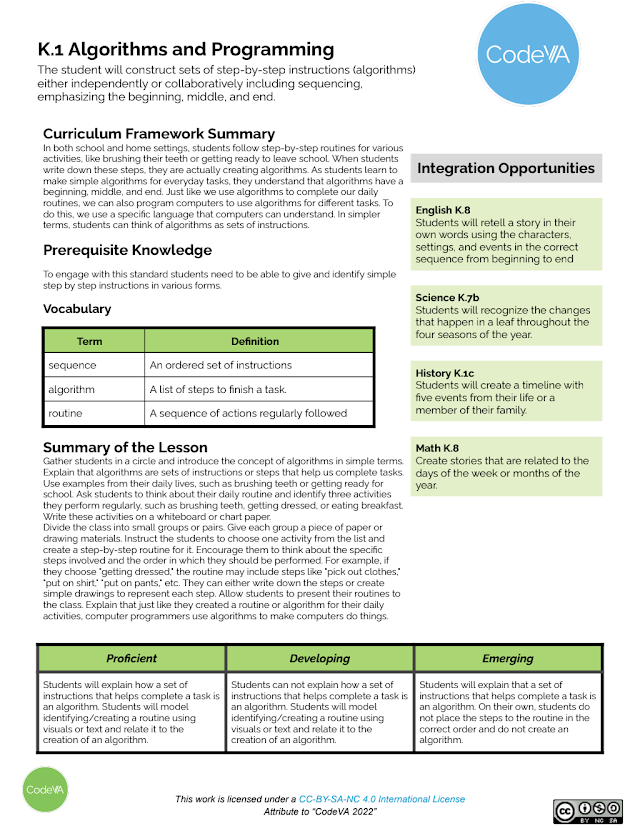 K.1 Algorithms and Programming
The student will construct sets of step-by-step instructions (algorithms)
either independently or collaboratively including sequencing,
emphasizing the beginning, middle, and end.
CodeVA
Curriculum Framework Summary
In both school and home settings, students follow step-by-step routines for various
activities, like brushing their teeth or getting ready to leave school. When students
write down these steps, they are actually creating algorithms. As students learn to
make simple algorithms for everyday tasks, they understand that algorithms have a
beginning, middle, and end. Just like we use algorithms to complete our daily
routines, we can also program computers to use algorithms for different tasks. To
do this, we use a specific language that computers can understand. In simpler
terms, students can think of algorithms as sets of instructions.
Prerequisite Knowledge
To engage with this standard students need to be able to give and identify simple
step by step instructions in various forms.
Vocabulary
Term Definition
sequence An ordered set of instructions
algorithm A list of steps to finish a task.
routine A sequence of actions regularly followed
Summary of the Lesson
Gather students in a circle and introduce the concept of algorithms in simple terms.
Explain that algorithms are sets of instructions or steps that help us complete tasks.
Use examples from their daily lives, such as brushing teeth or getting ready for
school. Ask students to think about their daily routine and identify three activities
they perform regularly, such as brushing teeth, getting dressed, or eating breakfast.
Write these activities on a whiteboard or chart paper.
Divide the class into small groups or pairs. Give each group a piece of paper or
drawing materials. Instruct the students to choose one activity from the list and
create a step-by-step routine for it. Encourage them to think about the specific
steps involved and the order in which they should be performed. For example, if
they choose "getting dressed," the routine may include steps like "pick out clothes,"
"put on shirt," "put on pants," etc. They can either write down the steps or create
simple drawings to represent each step. Allow students to present their routines to
the class. Explain that just like they created a routine or algorithm for their daily
activities, computer programmers use algorithms to make computers do things.
Integration Opportunities
English K.8
Students will retell a story in their
own words using the characters,
settings, and events in the correct
sequence from beginning to end
Science K.7b
Students will recognize the changes
that happen in a leaf throughout the
four seasons of the year.
History K.1c
Students will create a timeline with
five events from their life or a
member of their family.
Math K.8
Create stories that are related to the
days of the week or months of the
year.
Proficient Developing Emerging
Students will explain how a set of
instructions that helps complete a task is
an algorithm. Students will model
identifying/creating a routine using
visuals or text and relate it to the
creation of an algorithm.
Students can not explain how a set of
instructions that helps complete a task is
an algorithm. Students will model
identifying/creating a routine using
visuals or text and relate it to the
creation of an algorithm.
Students will explain that a set of
instructions that helps complete a task is
an algorithm. On their own, students do
not place the steps to the routine in the
correct order and do not create an
algorithm.
CodeVA
This work is licensed under a CC-BY-SA-NC 4.0 International License
Attribute to "CodeVA 2022"
cc
BY NC SA